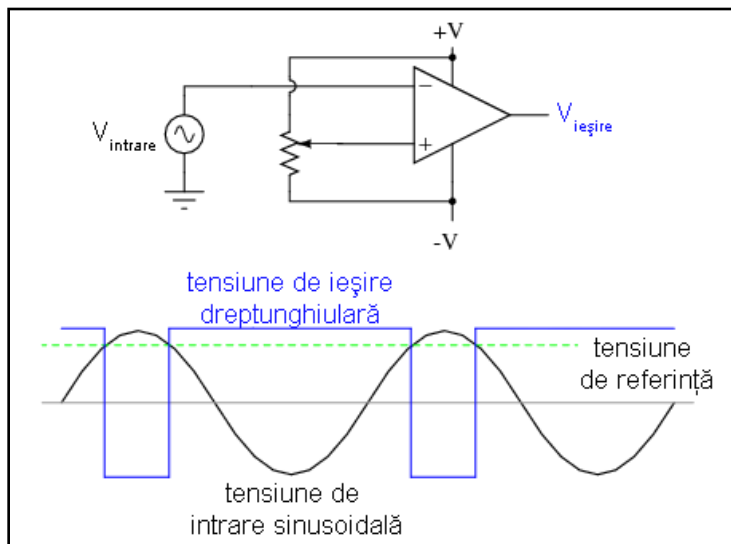 +V
V intrare
−
+
V ieşire
-V
tensiune de ieşire
dreptunghiulară
tensiune
de referinţă
tensiune de
intrare sinusoidală